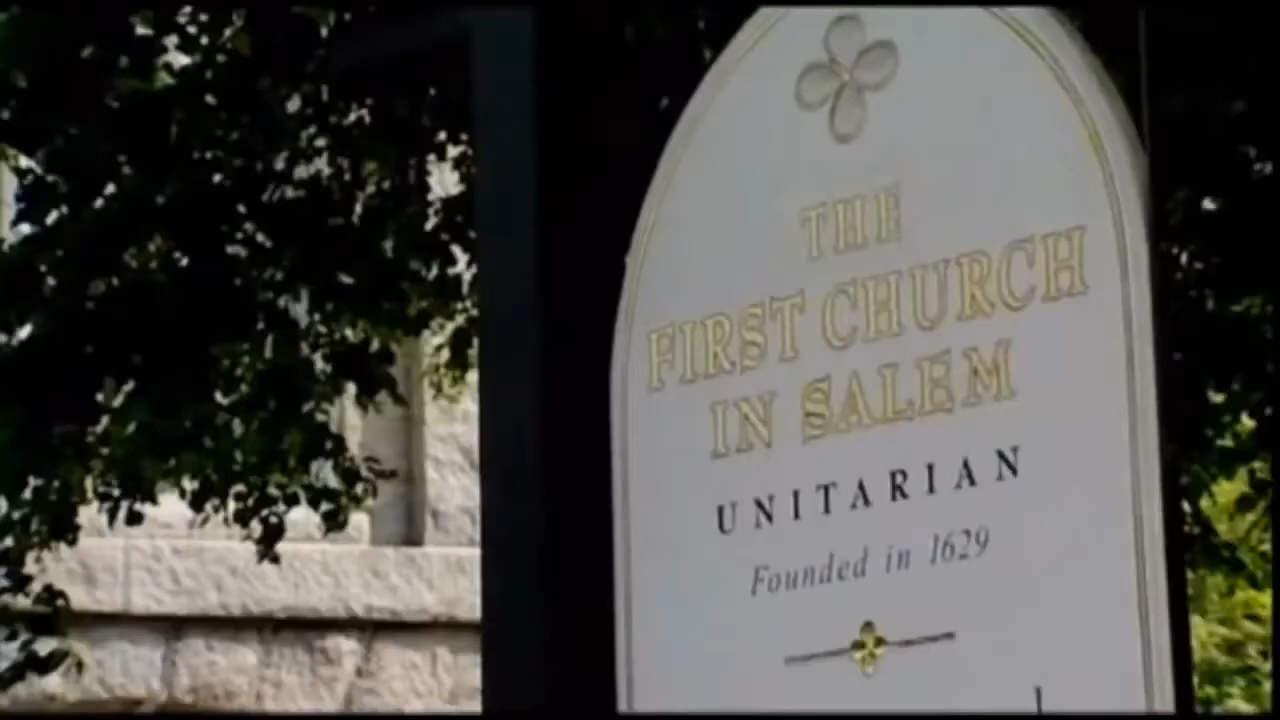 THE
FIRST CHURCH
IN SALEM
UNITARIAN
Founded in 1629